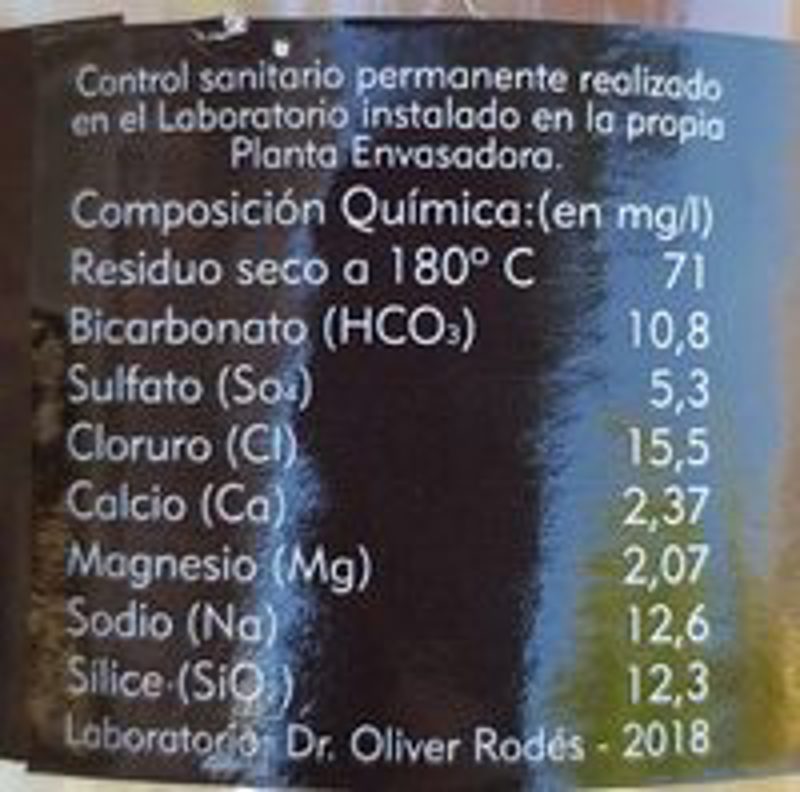 Control sanitario permanente realizado
en el Laboratorio instalado en la propia
Planta Envasadora.
Composición Química:(en mg/l)
Residuo seco a 180º C 71
Bicarbonato (HCO₃) 10,8
Sulfato (So₄) 5,3
Cloruro (Cl) 15,5
Calcio (Ca) 2,37
Magnesio (Mg) 2,07
Sodio (Na) 12,6
Sílice (SiO₂) 12,3
Laboratorio: Dr. Oliver Rodés - 2018